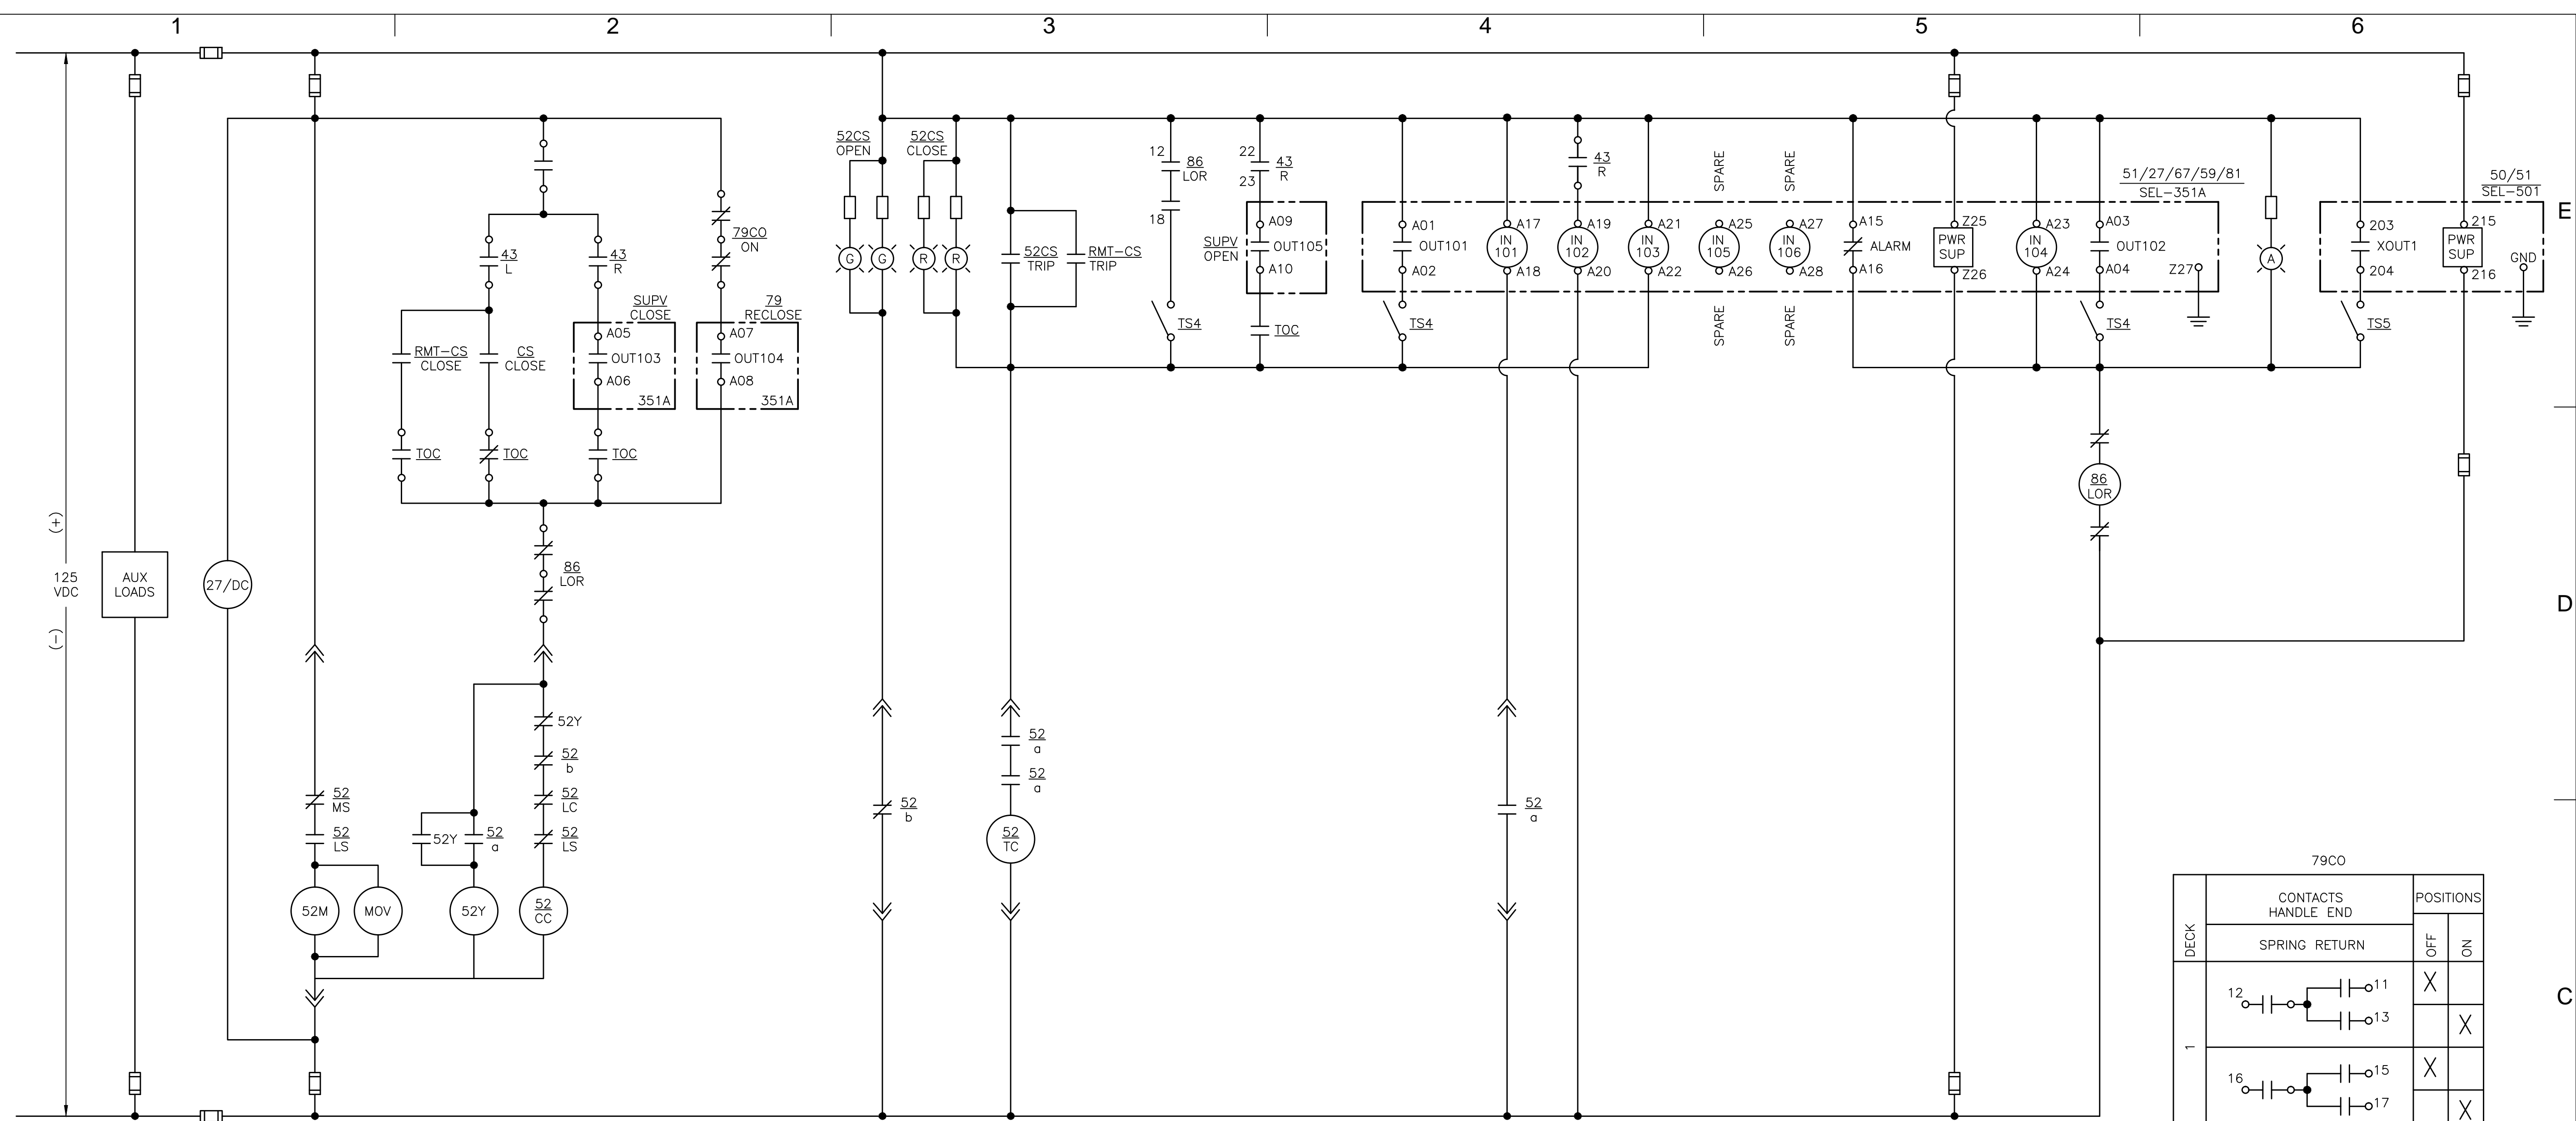 1
2
3
4
5
6
E
D
C
(+)
125
VDC
(-)
AUX
LOADS
27/DC
52
MS
52
LS
52M
MOV
43
L
43
R
79CO
ON
RMT-CS
CLOSE
CS
CLOSE
SUPV
CLOSE
A05
OUT103
A06
351A
79
RECLOSE
A07
OUT104
A08
351A
TOC
TOC
TOC
86
LOR
52Y
52
b
52
LC
52
LS
52Y
52
a
52Y
52
CC
52CS
OPEN
G
G
52CS
CLOSE
R
R
52
b
52CS
TRIP
RMT-CS
TRIP
52
a
52
a
52
TC
12
86
LOR
18
TS4
22
43
R
23
SUPV
OPEN
A09
OUT105
A10
TOC
A01
OUT101
A02
TS4
A17
IN
101
A18
52
a
43
R
A19
IN
102
A20
A21
IN
103
A22
SPARE
A25
IN
105
A26
SPARE
SPARE
A27
IN
106
A28
SPARE
A15
ALARM
A16
Z25
PWR
SUP
Z26
A23
IN
104
A24
51/27/67/59/81
SEL-351A
A03
OUT102
A04
Z27
TS4
86
LOR
A
50/51
SEL-501
203
XOUT1
204
TS5
215
PWR
SUP
216
GND
79CO
DECK
CONTACTS
HANDLE END
POSITIONS
SPRING RETURN
OFF
ON
1
12
11
X
13
X
16
15
X
17
X